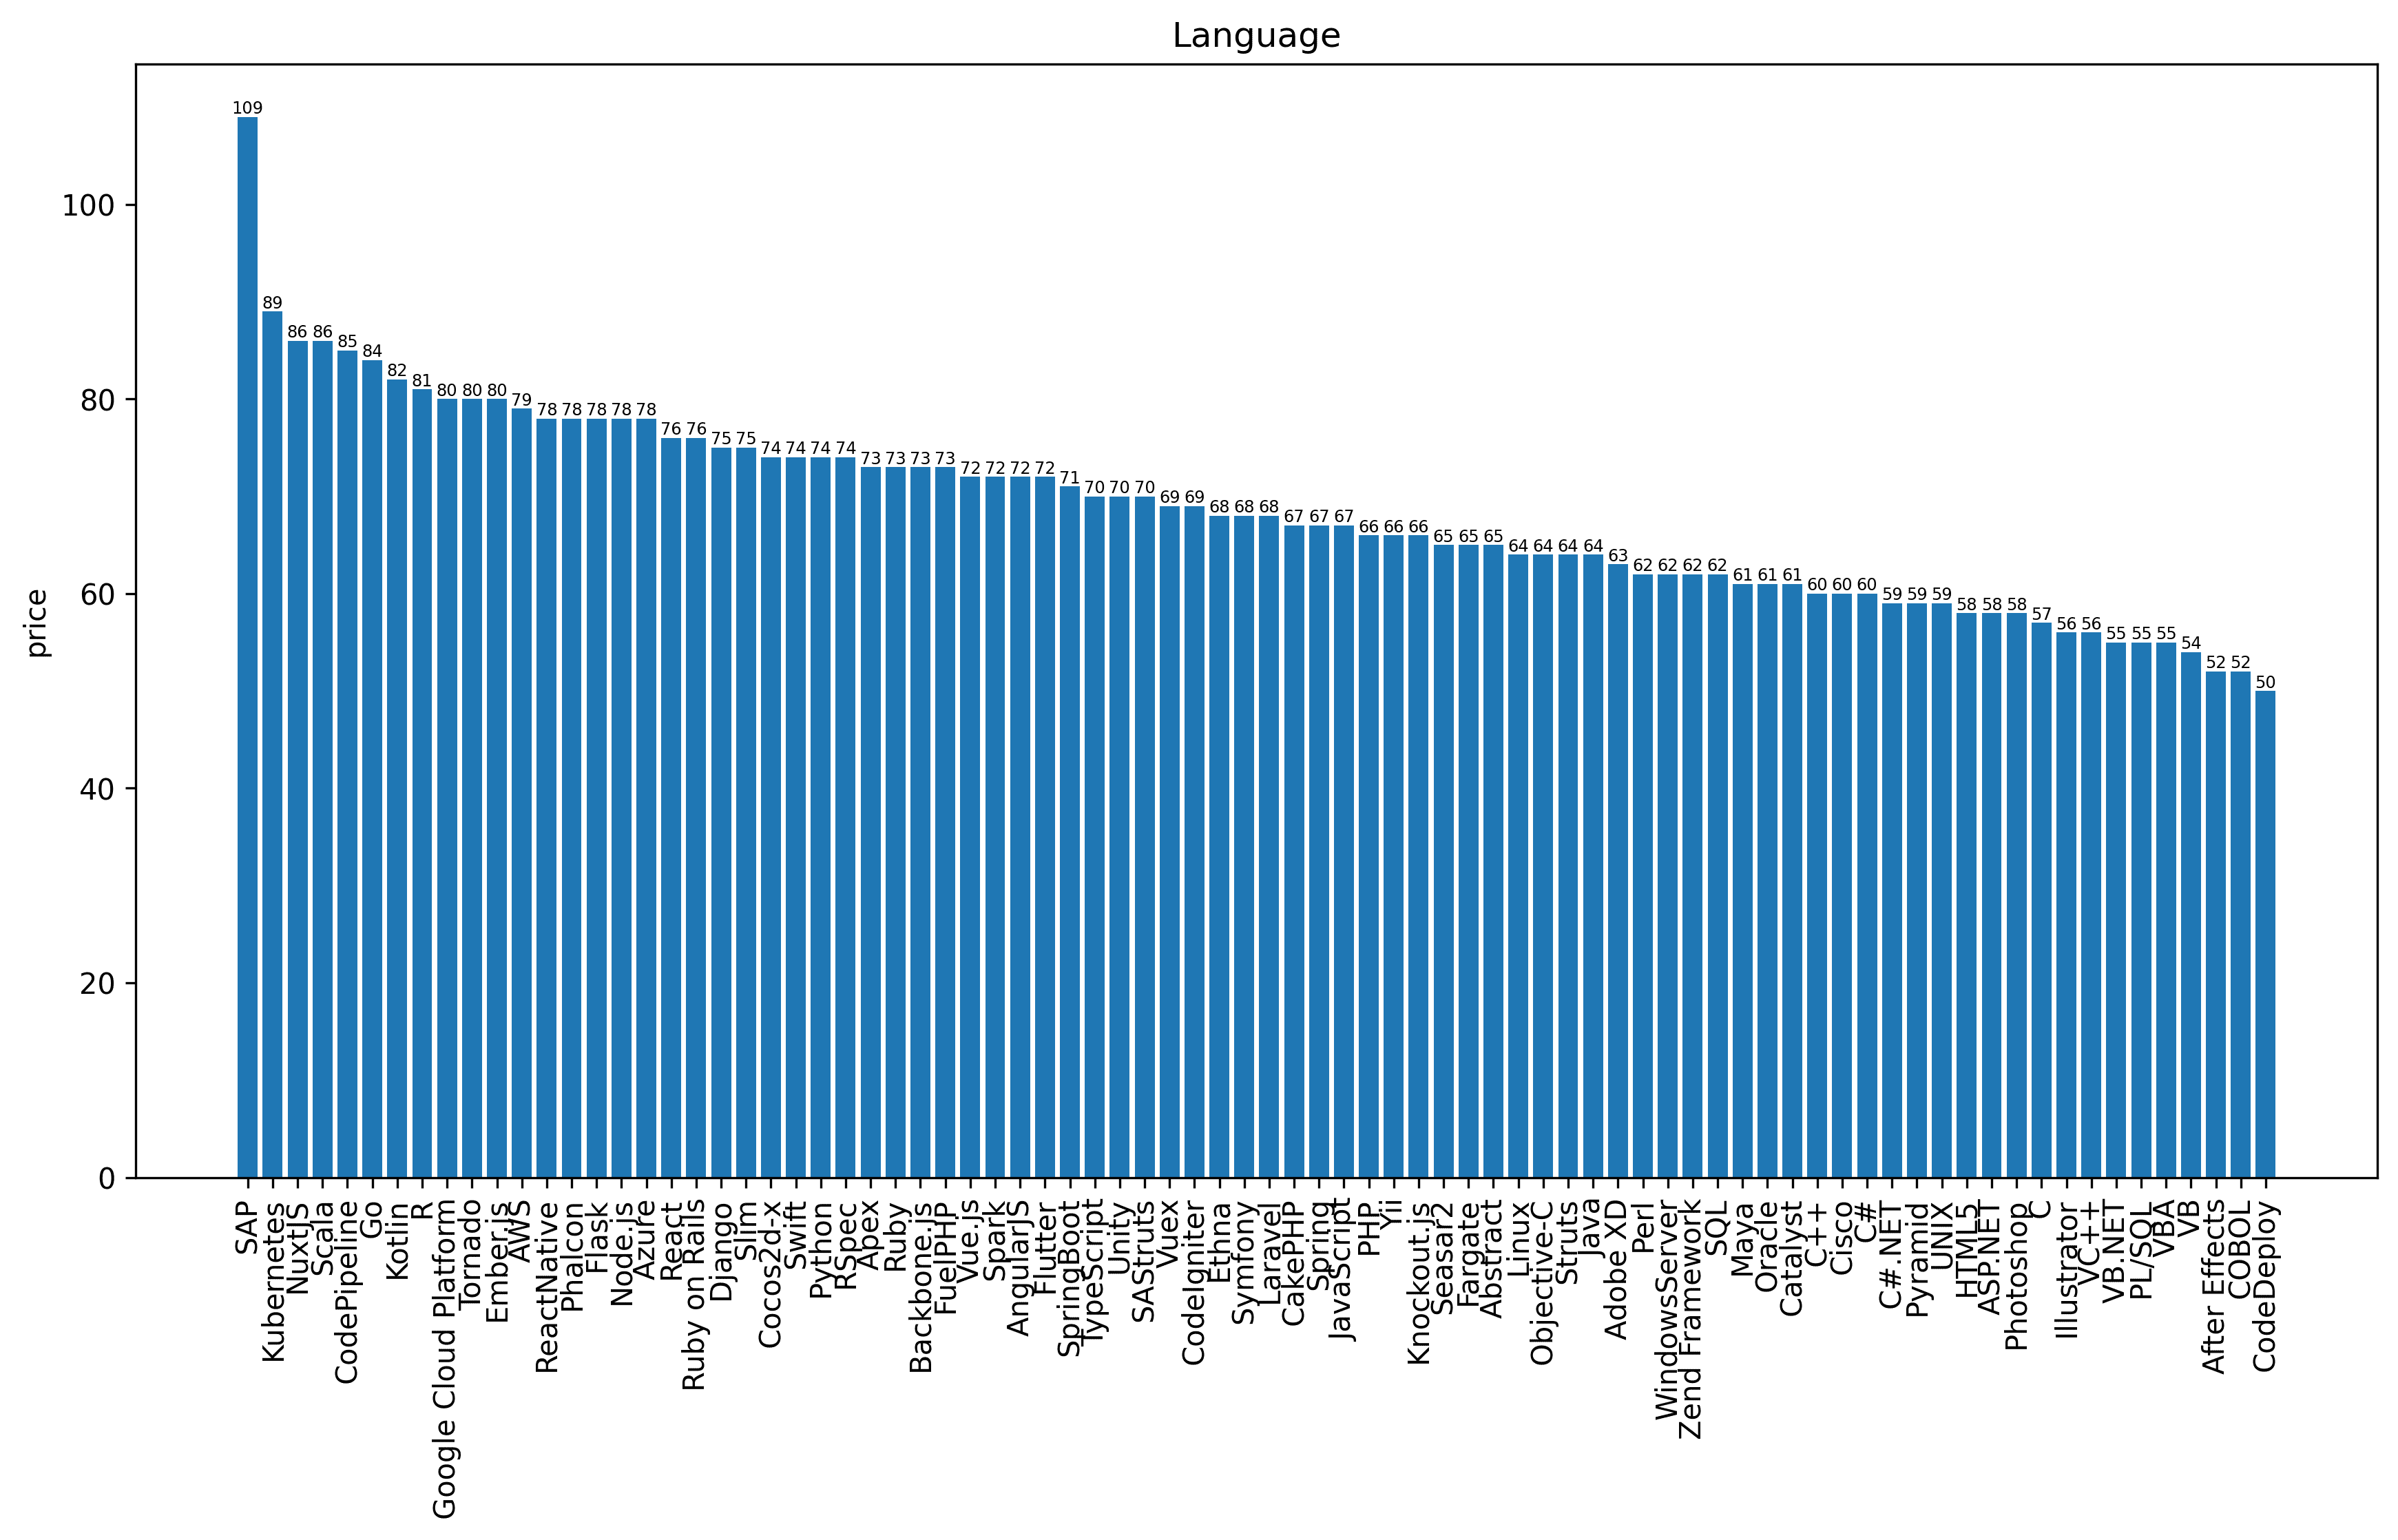 Language
price
100
80
60
40
20
0
109
89
86
86
85
84
82
81
80
80
80
79
78
78
78
78
78
76
76
75
75
74
74
74
74
73
73
73
73
72
72
72
72
71
70
70
70
69
69
68
68
68
67
67
67
66
66
66
65
65
65
64
64
64
64
63
62
62
62
62
61
61
61
60
60
60
59
59
59
58
58
58
57
56
56
55
55
55
54
52
52
50
SAP
Kubernetes
NuxtJS
Scala
CodePipeline
Go
Kotlin
R
Google Cloud Platform
Tornado
Ember.js
AWS
ReactNative
Phalcon
Flask
Node.js
Azure
React
Ruby on Rails
Django
Slim
Cocos2d-x
Swift
Python
RSpec
Apex
Ruby
Backbone.js
FuelPHP
Vue.js
Spark
AngularJS
Flutter
SpringBoot
TypeScript
Unity
SAStruts
Vuex
CodeIgniter
Ethna
Symfony
Laravel
CakePHP
Spring
JavaScript
PHP
Yii
Knockout.js
Seasar2
Fargate
Abstract
Linux
Objective-C
Struts
Java
Adobe XD
Perl
WindowsServer
Zend Framework
SQL
Maya
Oracle
Catalyst
C++
Cisco
C#
C#.NET
Pyramid
UNIX
HTML5
ASP.NET
Photoshop
C
Illustrator
VC++
VB.NET
PL/SQL
VBA
VB
After Effects
COBOL
CodeDeploy